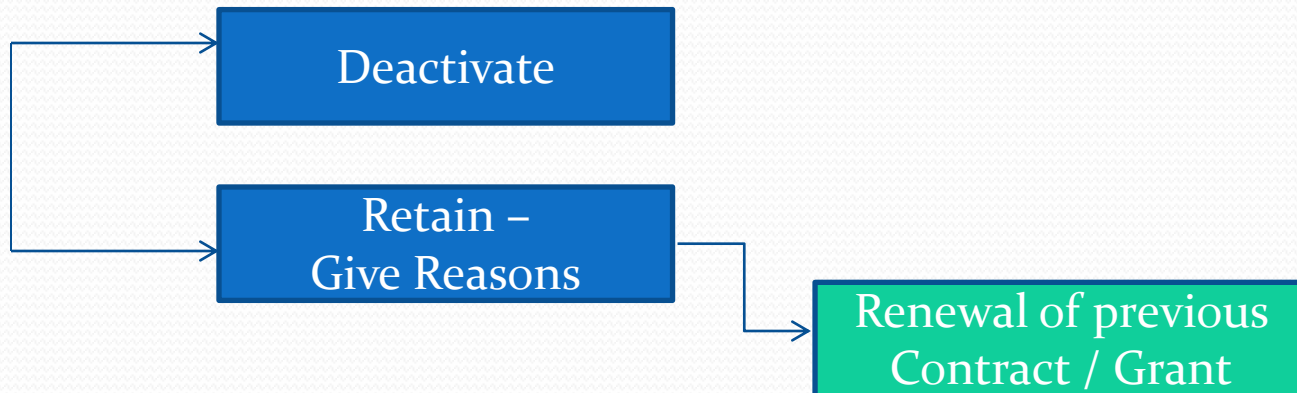 Deactivate
Retain –
Give Reasons
Renewal of previous
Contract / Grant